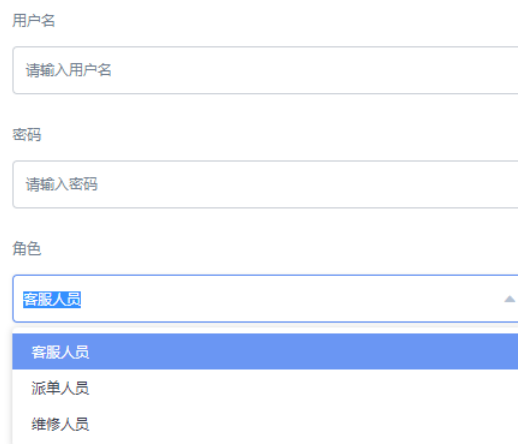 用户名
请输入用户名
密码
请输入密码
角色
客服人员
客服人员
派单人员
维修人员